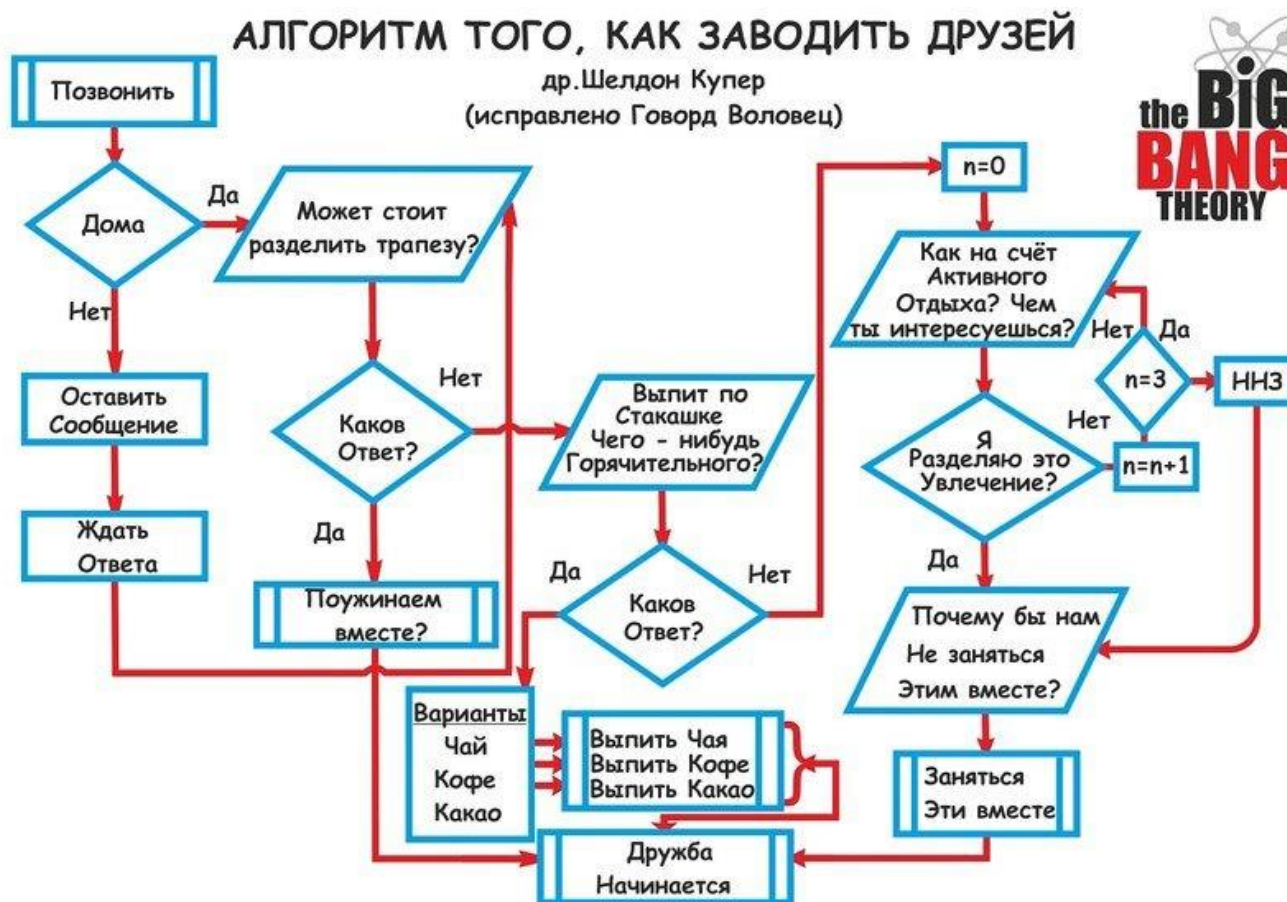 АЛГОРИТМ ТОГО, КАК ЗАВОДИТЬ ДРУЗЕЙ
др.Шелдон Купер
(исправлено Говорд Воловец)
the BiG
BANG
THEORY
Позвонить
Дома
Да
Нет
Оставить
Сообщение
Ждать
Ответа
Может стоит
разделить трапезу?
Каков
Ответ?
Нет
Да
Поужинаем
вместе?
Выпит по
Стакашке
Чего - нибудь
Горячительного?
Каков
Ответ?
Да
Нет
Варианты
Чай
Кофе
Какао
Выпить Чая
Выпить Кофе
Выпить Какао
Дружба
Начинается
n=0
Как на счёт
Активного
Отдыха? Чем
ты интересуешься?
Я
Разделяю это
Увлечение?
Нет
n=n+1
n=3
Нет
Да
ННЗ
Да
Почему бы нам
Не заняться
Этим вместе?
Заняться
Эти вместе